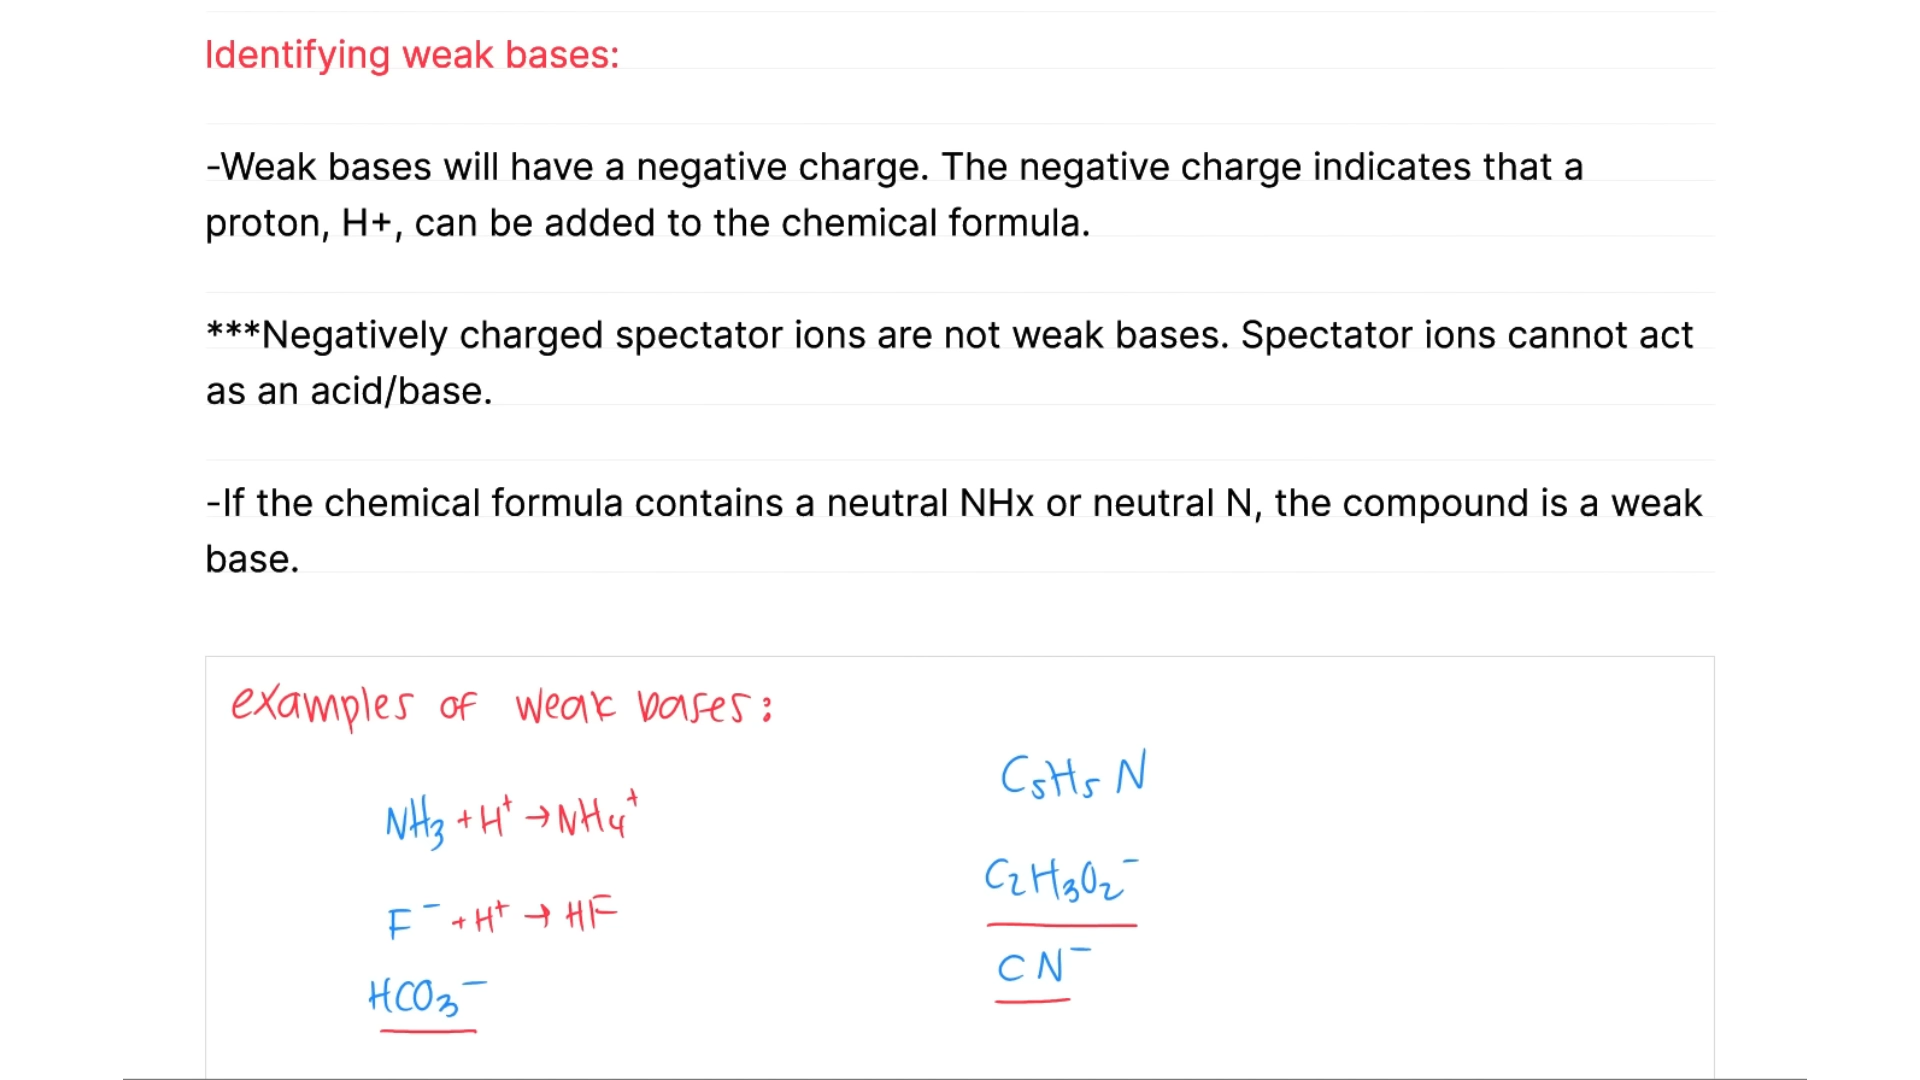 Identifying weak bases:
-Weak bases will have a negative charge. The negative charge indicates that a
proton, H+, can be added to the chemical formula.
***Negatively charged spectator ions are not weak bases. Spectator ions cannot act
as an acid/base.
-If the chemical formula contains a neutral NHx or neutral N, the compound is a weak
base.
examples of weak bases:
NH₃ + H⁺ → NH₄⁺
F⁻ + H⁺ → HF
HCO₃⁻
C₅H₅N
C₂H₃O₂⁻
CN⁻